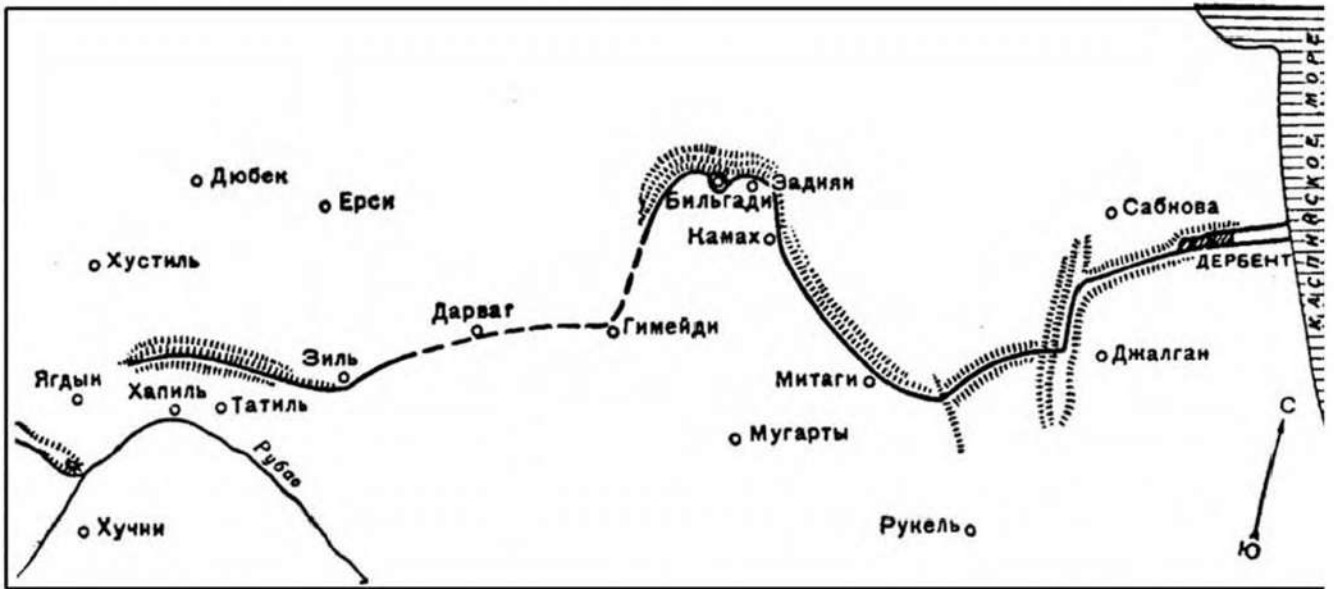 КАСПИЙСКОЕ МОРЕ
Дюбек
Ерси
Задиян
Бильгади
Сабнова
Камах
ДЕРБЕНТ
Хустиль
Дарваг
Гимейди
Зиль
Джалган
Ягдын
Хапиль
Татиль
Митаги
С
Мугарты
Рубас
Хучни
Рукель
Ю